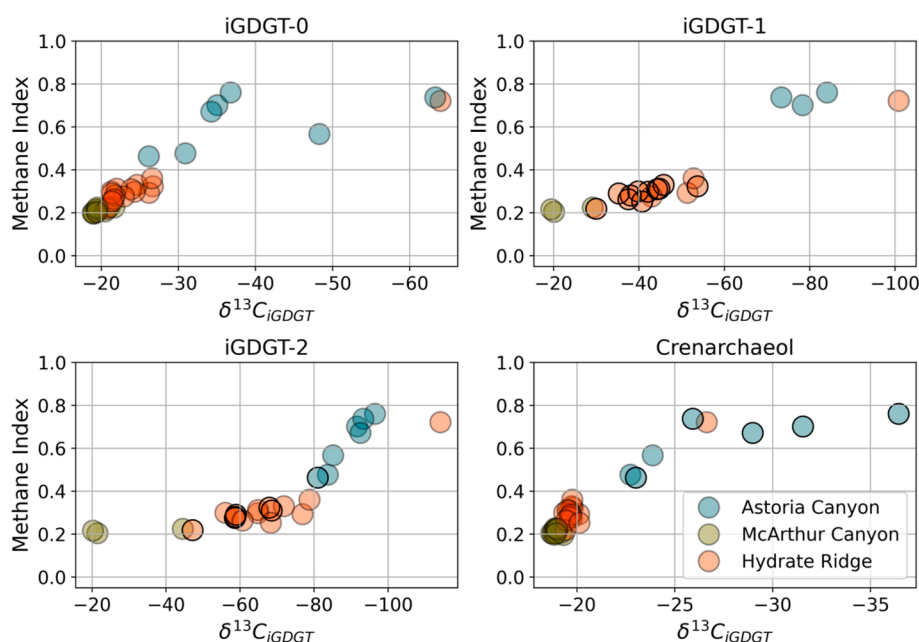 iGDGT-0
Methane Index
1.0
0.8
0.6
0.4
0.2
0.0
−20
−30
−40
−50
−60
δ¹³C_iGDGT
iGDGT-1
Methane Index
1.0
0.8
0.6
0.4
0.2
0.0
−20
−40
−60
−80
−100
δ¹³C_iGDGT
iGDGT-2
Methane Index
1.0
0.8
0.6
0.4
0.2
0.0
−20
−40
−60
−80
−100
δ¹³C_iGDGT
Crenarchaeol
Methane Index
1.0
0.8
0.6
0.4
0.2
0.0
−20
−25
−30
−35
δ¹³C_iGDGT
Astoria Canyon
McArthur Canyon
Hydrate Ridge